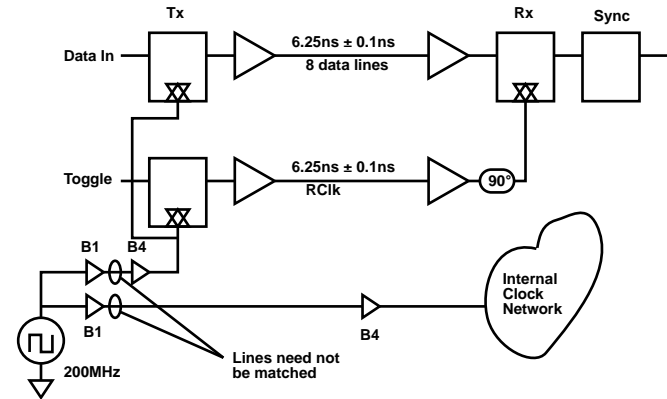 Tx
Rx
Sync
Data In
6.25ns ± 0.1ns
8 data lines
Toggle
6.25ns ± 0.1ns
RClk
90°
B1
B4
B1
B4
Internal
Clock
Network
200MHz
Lines need not
be matched